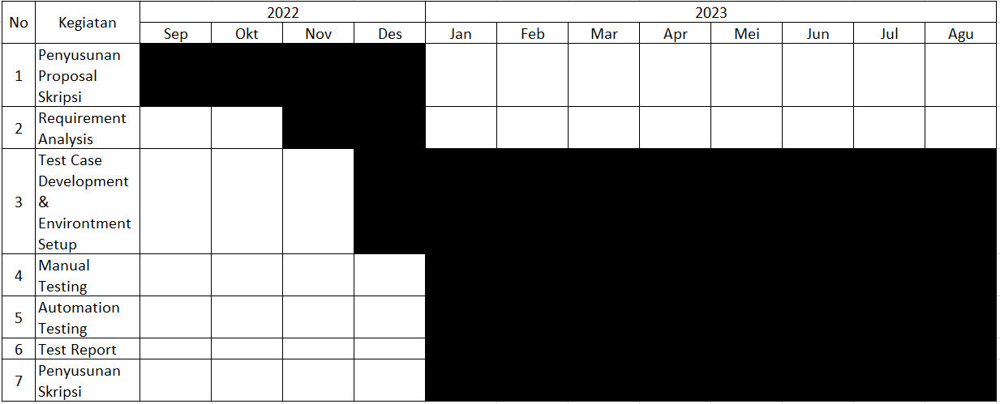 No
Kegiatan
2022
2023
Sep
Okt
Nov
Des
Jan
Feb
Mar
Apr
Mei
Jun
Jul
Agu
1
Penyusunan
Proposal
Skripsi
2
Requirement
Analysis
3
Test Case
Development
&
Environtment
Setup
4
Manual
Testing
5
Automation
Testing
6
Test Report
7
Penyusunan
Skripsi